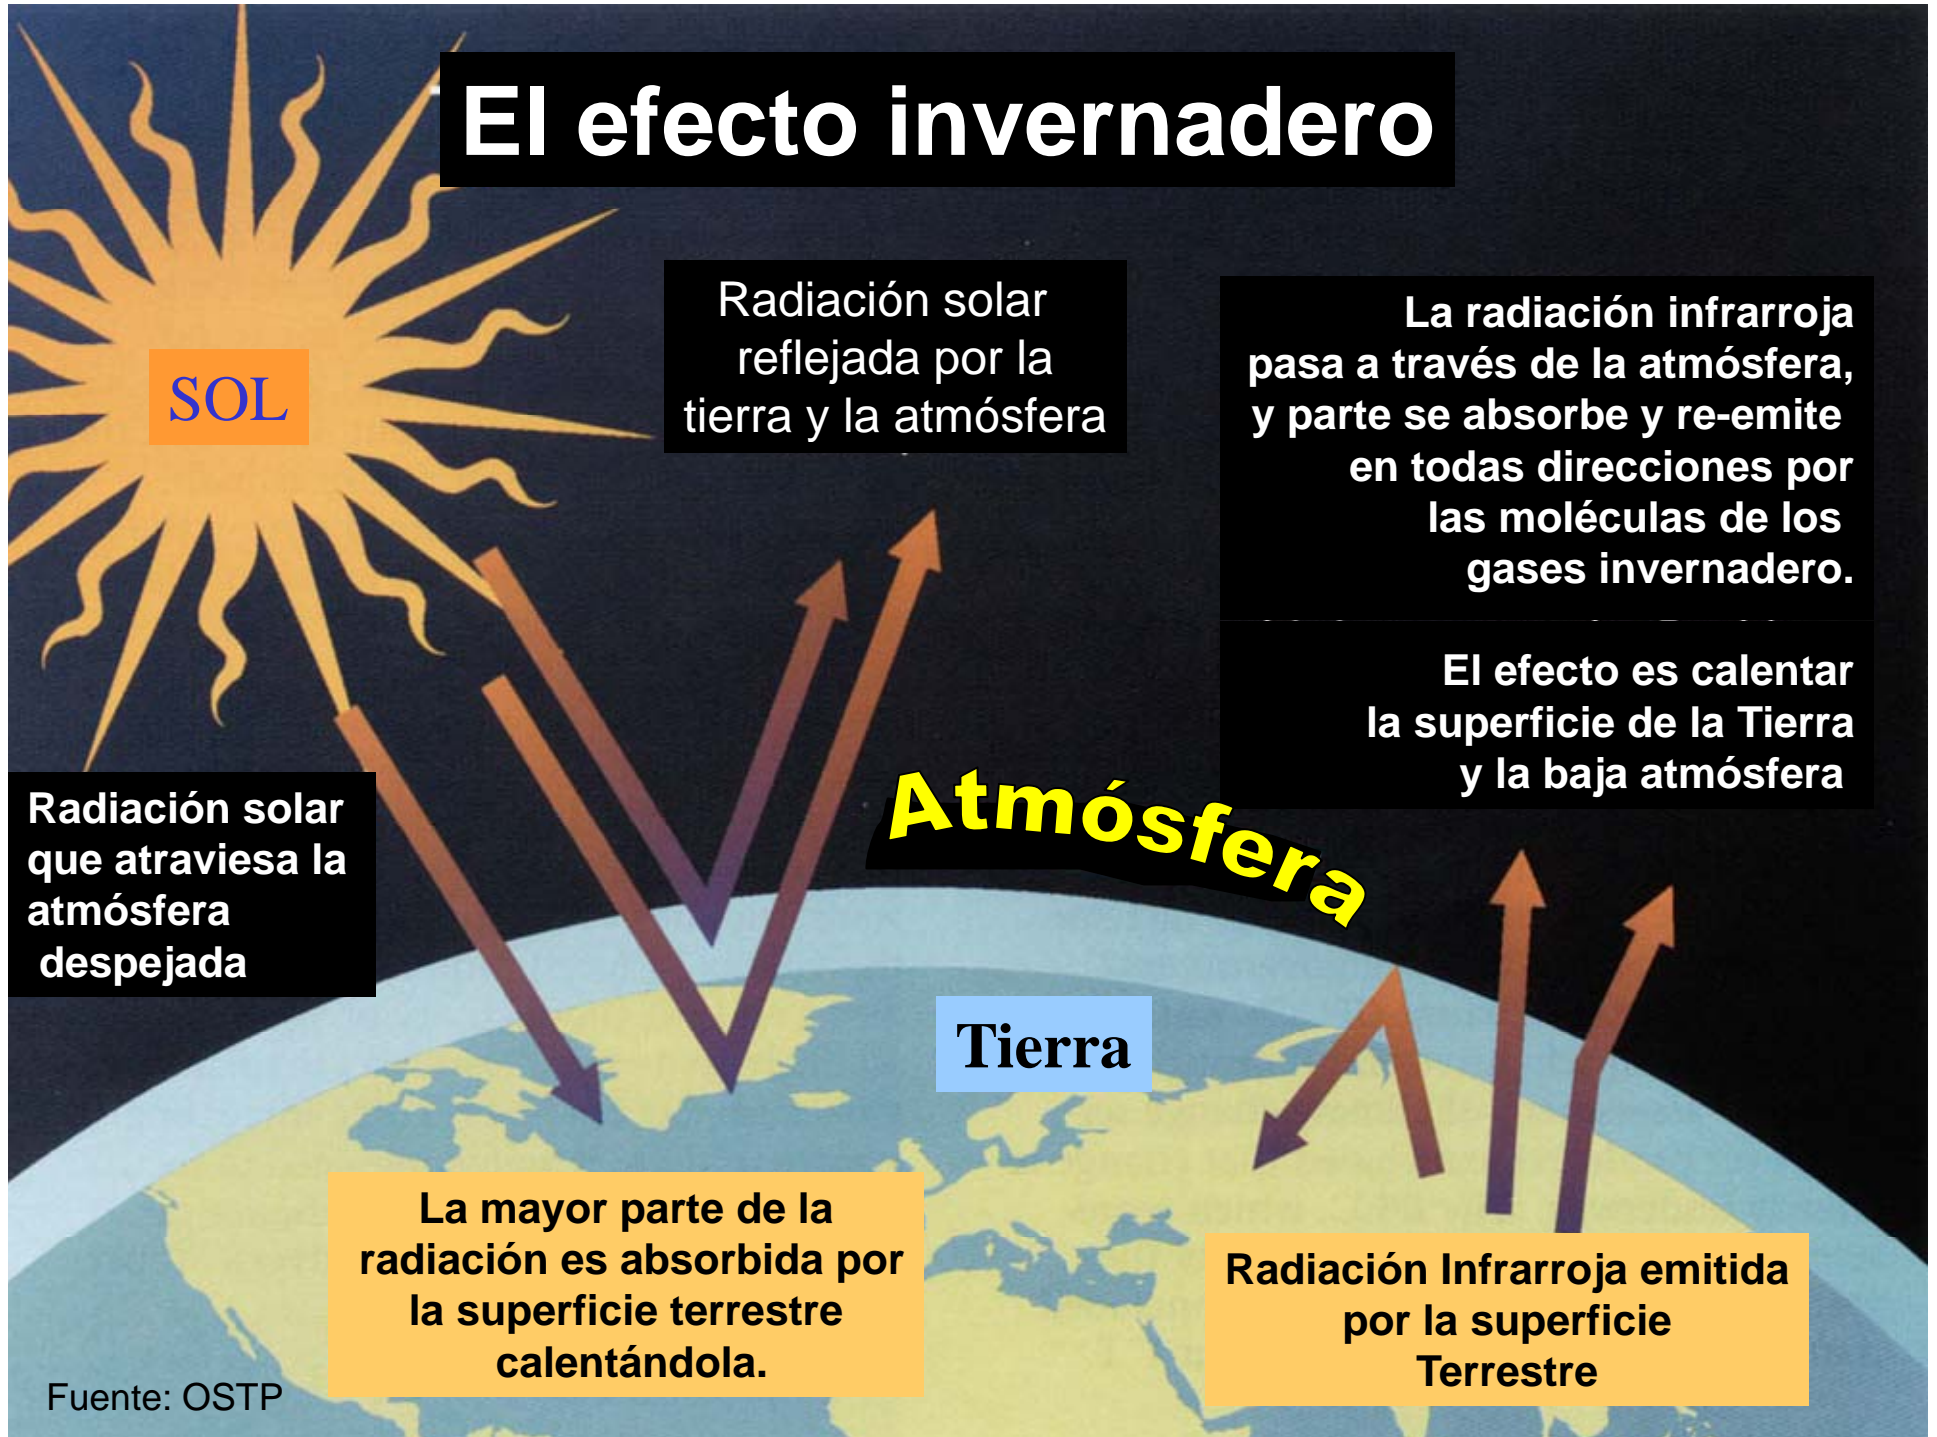 El efecto invernadero
Radiación solar
reflejada por la
tierra y la atmósfera
La radiación infrarroja
pasa a través de la atmósfera,
y parte se absorbe y re-emite
en todas direcciones por
las moléculas de los
gases invernadero.
SOL
El efecto es calentar
la superficie de la Tierra
y la baja atmósfera
Radiación solar
que atraviesa la
atmósfera
despejada
Atmósfera
Tierra
La mayor parte de la
radiación es absorbida por
la superficie terrestre
calentándola.
Radiación Infrarroja emitida
por la superficie
Terrestre
Fuente: OSTP